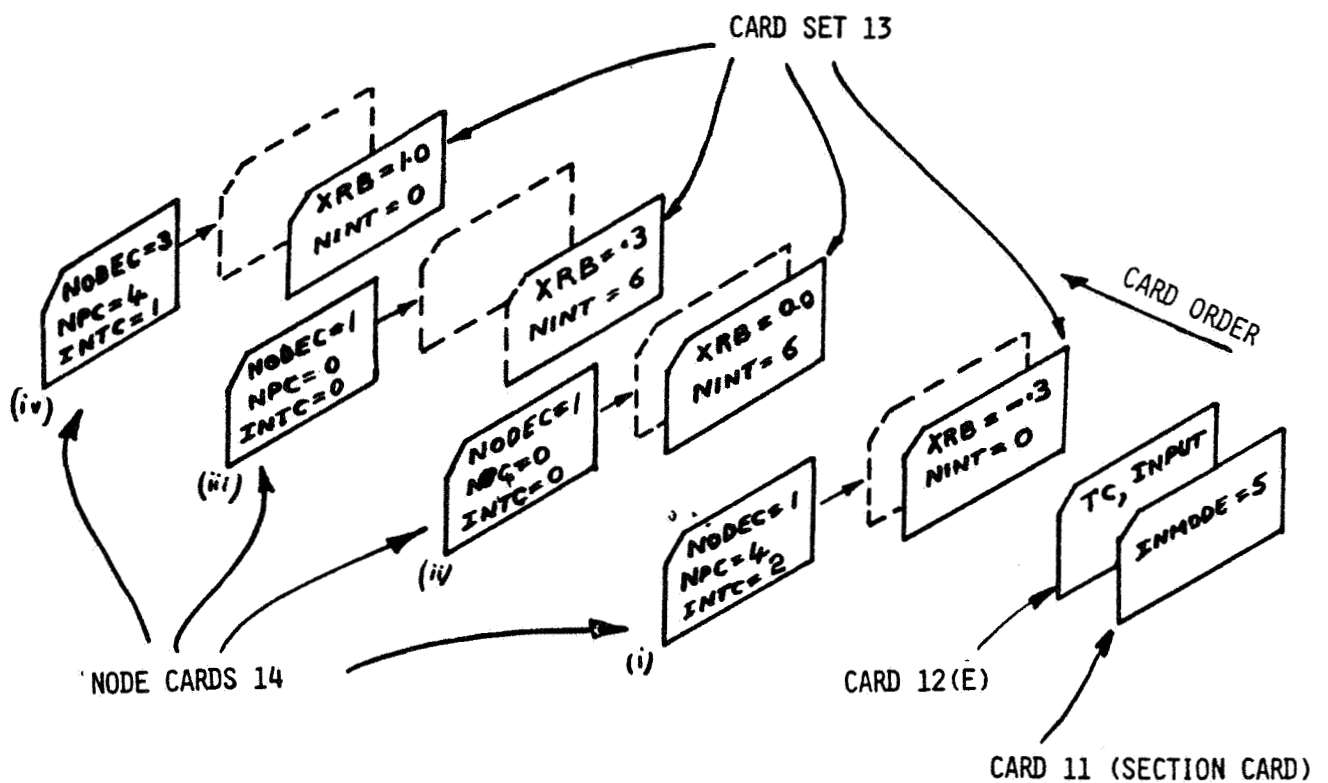 CARD SET 13
XRB = 1.0
NINT = 0
NODEC = 3
NPC = 4
INTC = 1
(iv)
XRB = .3
NINT = 6
NODEC = 1
NPC = 0
INTC = 0
(iii)
XRB = 0.0
NINT = 6
NODEC = 1
NPC = 0
INTC = 0
(ii)
XRB = -.3
NINT = 0
NODEC = 1
NPC = 4
INTC = 2
(i)
CARD ORDER
TC, INPUT
INMODE = 5
NODE CARDS 14
CARD 12(E)
CARD 11 (SECTION CARD)